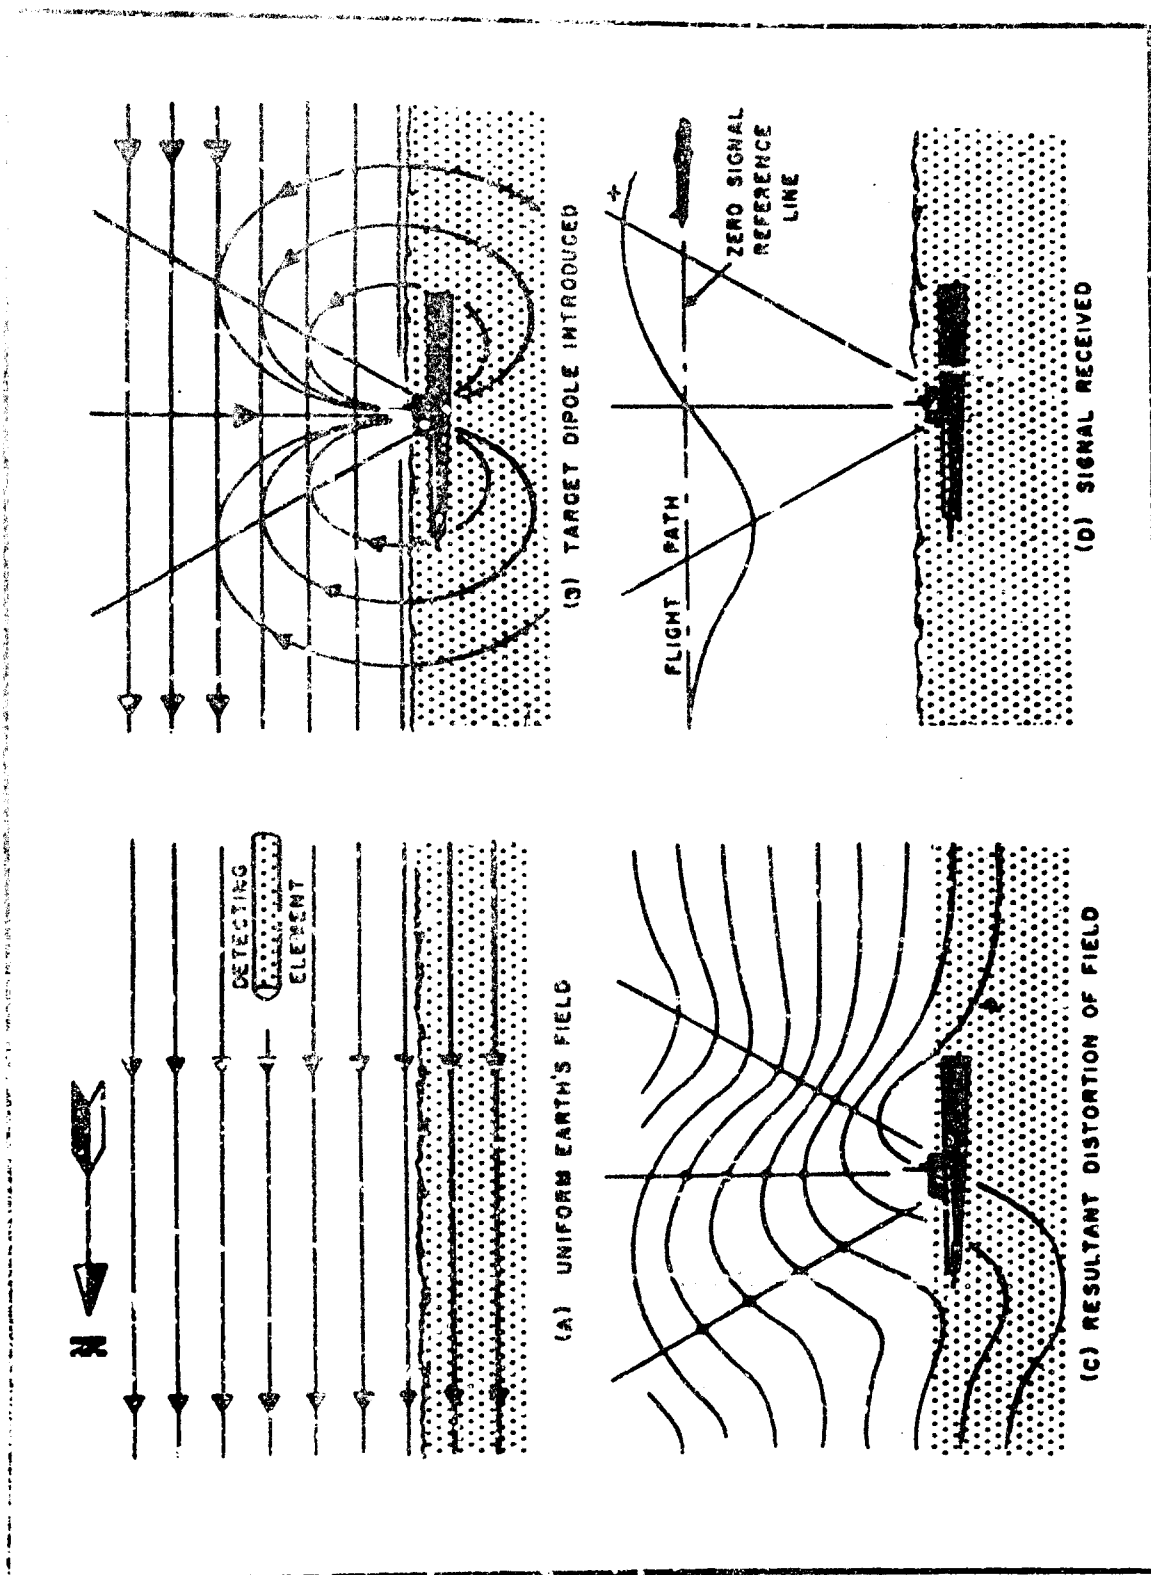 N
DETECTING
ELEMENT
(A) UNIFORM EARTH'S FIELD
(B) TARGET DIPOLE INTRODUCED
(C) RESULTANT DISTORTION OF FIELD
+
FLIGHT PATH
ZERO SIGNAL
REFERENCE
LINE
(D) SIGNAL RECEIVED